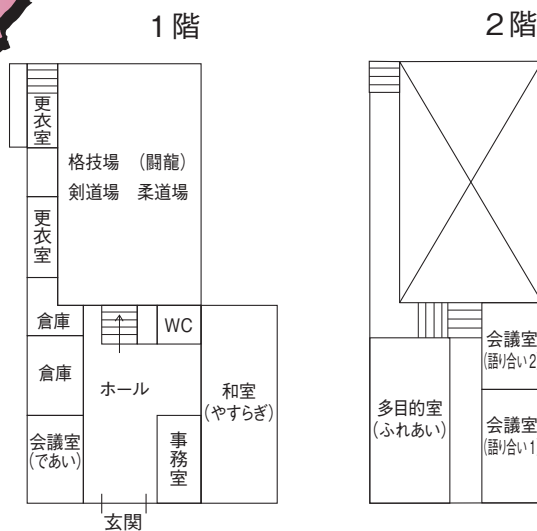 1階
2階
更衣室
格技場 (闘龍)
剣道場 柔道場
更衣室
倉庫
WC
倉庫
ホール
和室
(やすらぎ)
会議室
(であい)
事務室
玄関
会議室
(語り合い2
多目的室
(ふれあい)
会議室
(語り合い1